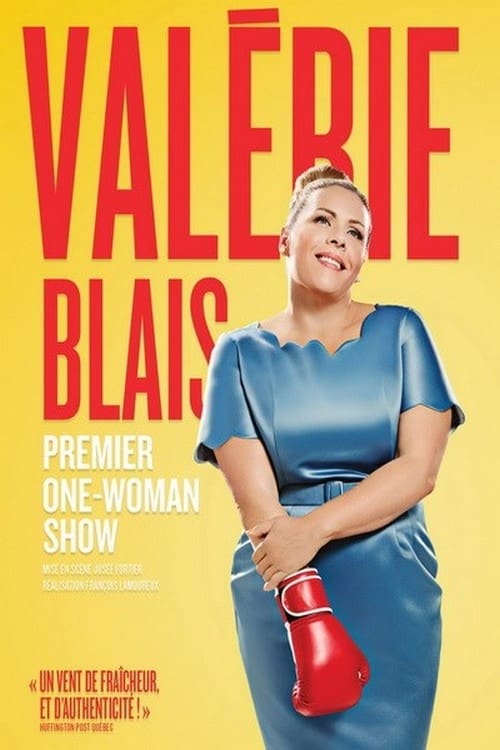 VALÉRIE
BLAIS
PREMIER
ONE-WOMAN
SHOW
MISE EN SCÈNE JOSÉE FORTIER
RÉALISATION FRANÇOIS LAMOUREUX
« UN VENT DE FRAÎCHEUR,
ET D'AUTHENTICITÉ ! »
HUFFINGTON POST QUÉBEC